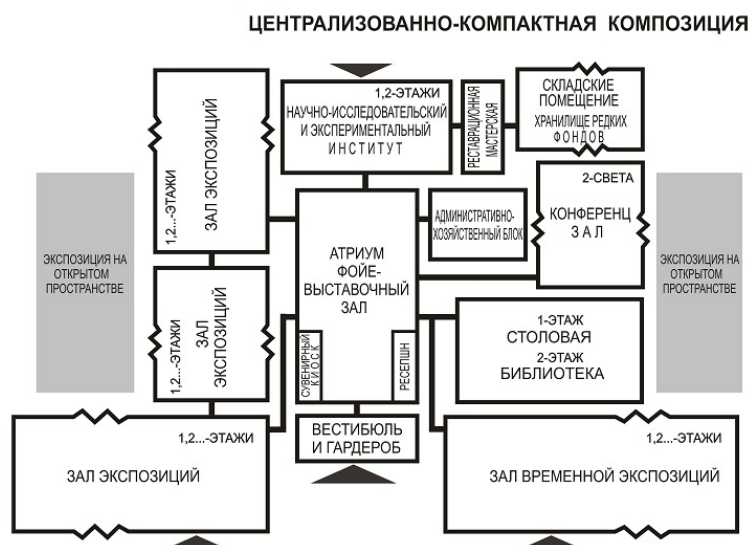 ЦЕНТРАЛИЗОВАННО-КОМПАКТНАЯ КОМПОЗИЦИЯ
1,2-ЭТАЖИ
НАУЧНО-ИССЛЕДОВАТЕЛЬСКИЙ
И ЭКСПЕРИМЕНТАЛЬНЫЙ
ИНСТИТУТ
РЕСТАВРАЦИОННАЯ
МАСТЕРСКАЯ
СКЛАДСКИЕ
ПОМЕЩЕНИЕ
ХРАНИЛИЩЕ РЕДКИХ
ФОНДОВ
1,2...-ЭТАЖИ
ЗАЛ ЭКСПОЗИЦИЙ
2-СВЕТА
КОНФЕРЕНЦ
ЗАЛ
АДМИНИСТРАТИВНО-
ХОЗЯЙСТВЕННЫЙ БЛОК
ЭКСПОЗИЦИЯ НА
ОТКРЫТОМ
ПРОСТРАНСТВЕ
АТРИУМ
ФОЙЕ-
ВЫСТАВОЧНЫЙ
ЗАЛ
ЭКСПОЗИЦИЯ НА
ОТКРЫТОМ
ПРОСТРАНСТВЕ
1,2...-ЭТАЖИ
ЗАЛ
ЭКСПОЗИЦИЙ
СУВЕНИРНЫЙ
КИОСК
РЕСЕПШН
1-ЭТАЖ
СТОЛОВАЯ
2-ЭТАЖ
БИБЛИОТЕКА
ВЕСТИБЮЛЬ
И ГАРДЕРОБ
1,2...-ЭТАЖИ
ЗАЛ ЭКСПОЗИЦИЙ
1,2...-ЭТАЖИ
ЗАЛ ВРЕМЕННОЙ ЭКСПОЗИЦИЙ